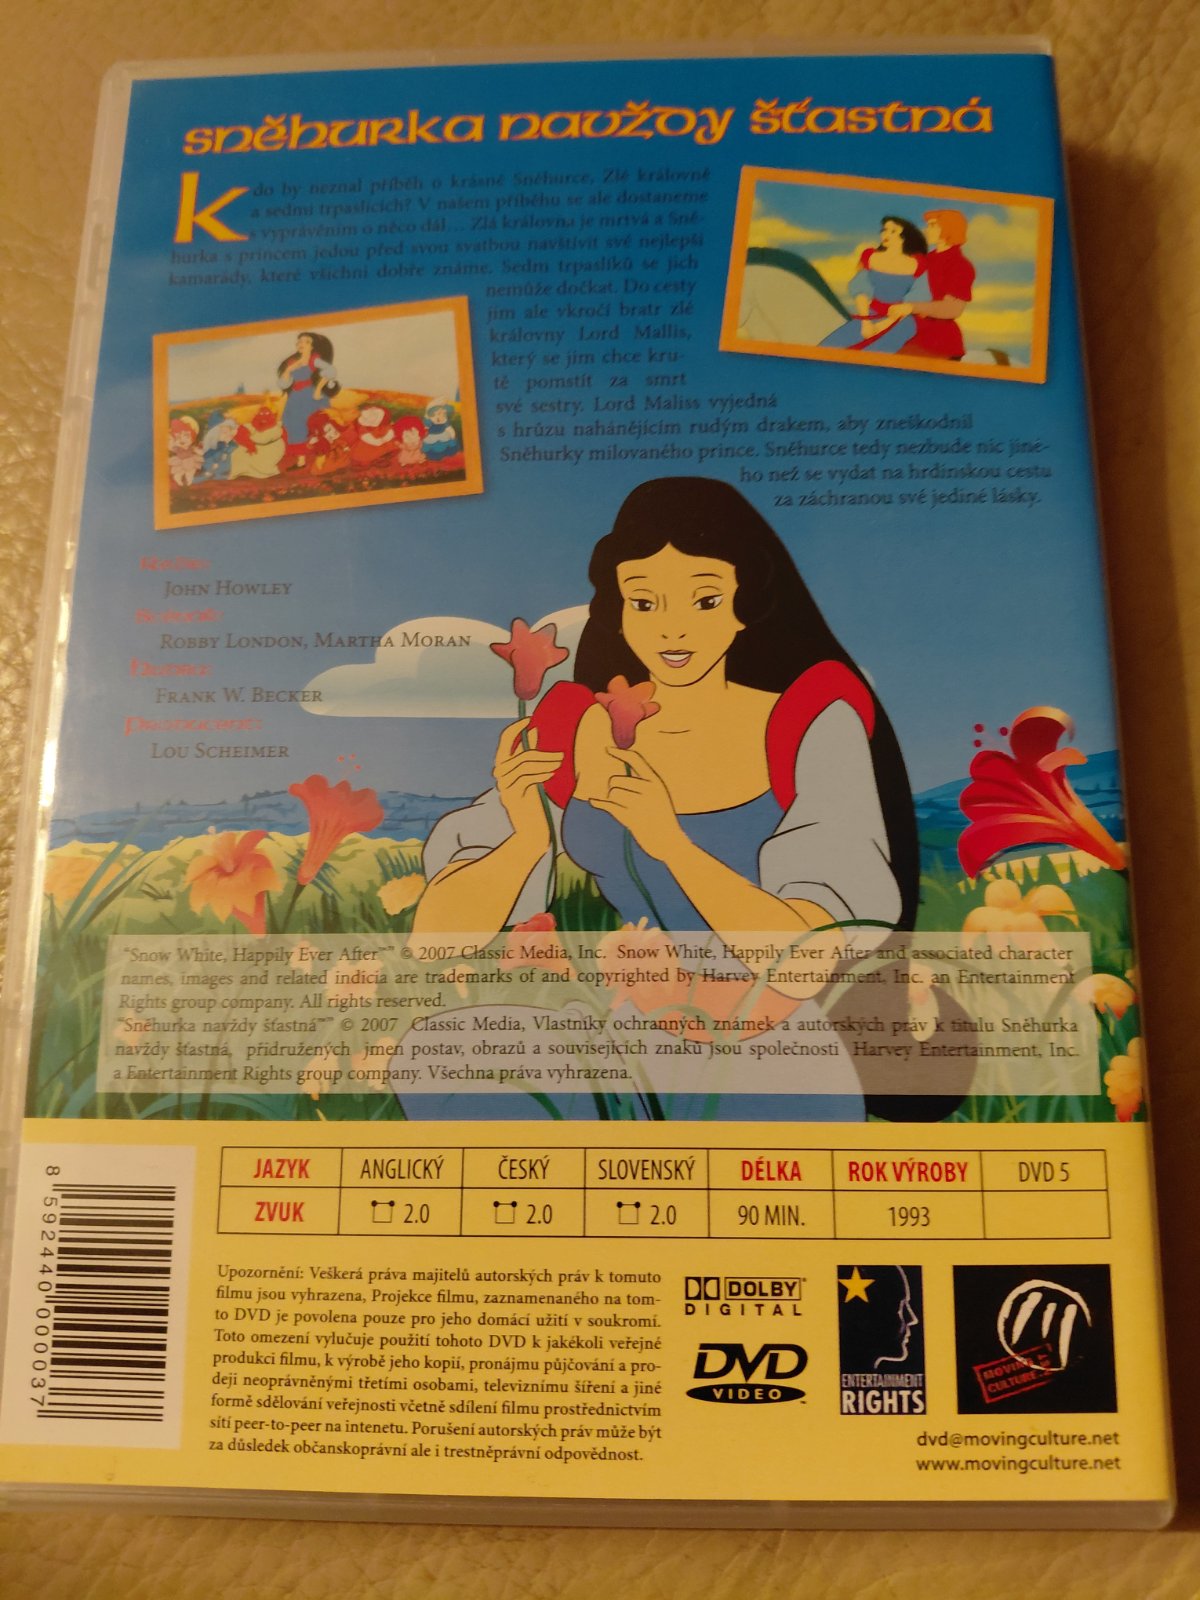 sněhurka navždy šťastná
Kdo by neznal příběh o krásné Sněhurce, Zlé královně
a sedmi trpaslících? V našem příběhu se ale dostaneme
s vyprávěním o něco dál... Zlá královna je mrtvá a Sně-
hurka s princem jedou před svou svatbou navštívit své nejlepší
kamarády, které všichni dobře známe. Sedm trpaslíků se jich
nemůže dočkat. Do cesty
jim ale vkročí bratr zlé
královny Lord Mallis,
který se jim chce kru-
tě pomstít za smrt
své sestry. Lord Maliss vyjedná
s hrůzu nahánějícím rudým drakem, aby zneškodnil
Sněhurky milovaného prince. Sněhurce tedy nezbude nic jiné-
ho než se vydat na hrdinskou cestu
za záchranou své jediné lásky.
Režie:
John Howley
Scénář:
Robby London, Martha Moran
Hudba:
Frank W. Becker
Producent:
Lou Scheimer
"Snow White, Happily Ever After™" © 2007 Classic Media, Inc. Snow White, Happily Ever After and associated character
names, images and related indicia are trademarks of and copyrighted by Harvey Entertainment, Inc. an Entertainment
Rights group company. All rights reserved.
"Sněhurka navždy šťastná™" © 2007 Classic Media, Vlastníky ochranných známek a autorských práv k titulu Sněhurka
navždy šťastná, přidružených jmen postav, obrazů a souvisejících znaků jsou společnosti Harvey Entertainment, Inc.
a Entertainment Rights group company. Všechna práva vyhrazena.
JAZYK ANGLICKÝ ČESKÝ SLOVENSKÝ DÉLKA ROK VÝROBY DVD 5
ZVUK 2.0 2.0 2.0 90 MIN. 1993
8 592440 000037
Upozornění: Veškerá práva majitelů autorských práv k tomuto
filmu jsou vyhrazena, Projekce filmu, zaznamenaného na tom-
to DVD je povolena pouze pro jeho domácí užití v soukromí.
Toto omezení vylučuje použití tohoto DVD k jakékoli veřejné
produkci filmu, k výrobě jeho kopií, pronájmu půjčování a pro-
deji neoprávněnými třetími osobami, televiznímu šíření a jiné
formě sdělování veřejnosti včetně sdílení filmu prostřednictvím
sítí peer-to-peer na intenetu. Porušení autorských práv může být
za důsledek občanskoprávní ale i trestněprávní odpovědnost.
DOLBY
DIGITAL
DVD
VIDEO
ENTERTAINMENT
RIGHTS
MOVING
CULTURE
dvd@movingculture.net
www.movingculture.net